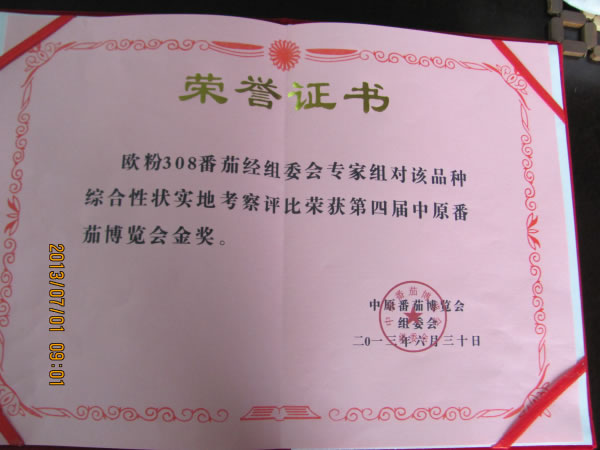 荣誉证书
欧粉308番茄经组委会专家组对该品种
综合性状实地考察评比荣获第四届中原番
茄博览会金奖。
中原番茄博览会
组委会
二〇一三年六月三十日
2013/07/01 09:01